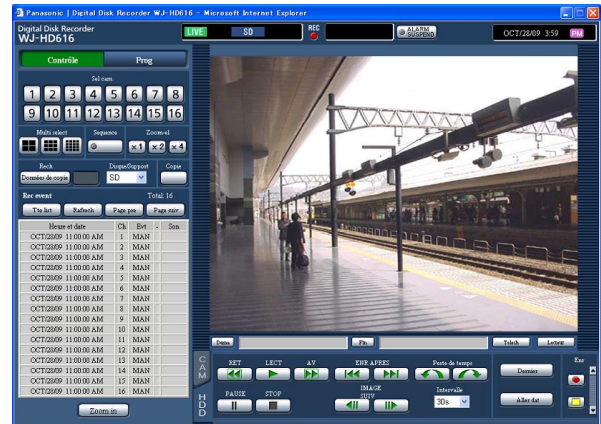 Panasonic | Digital Disk Recorder WJ-HD616 - Microsoft Internet Explorer
Digital Disk Recorder
WJ-HD616
LIVE SD REC ALARM SUSPEND OCT/28/09 3:59 PM
Contrôle Prog
Sel cam.
1 2 3 4 5 6 7 8
9 10 11 12 13 14 15 16
Multi select Sequence Zoom-el
x1 x2 x4
Rech Disque/Support Copie
Données de copie SD
Rec event Total: 16
Tte list Rafrech Page pre Page suiv
Heure et date Ch Evt - Son
OCT/28/09 11:00:00 AM 1 MAN
OCT/28/09 11:00:00 AM 2 MAN
OCT/28/09 11:00:00 AM 3 MAN
OCT/28/09 11:00:00 AM 4 MAN
OCT/28/09 11:00:00 AM 5 MAN
OCT/28/09 11:00:00 AM 6 MAN
OCT/28/09 11:00:00 AM 7 MAN
OCT/28/09 11:00:00 AM 8 MAN
OCT/28/09 11:00:00 AM 9 MAN
OCT/28/09 11:00:00 AM 10 MAN
OCT/28/09 11:00:00 AM 11 MAN
OCT/28/09 11:00:00 AM 12 MAN
OCT/28/09 11:00:00 AM 13 MAN
OCT/28/09 11:00:00 AM 14 MAN
OCT/28/09 11:00:00 AM 15 MAN
OCT/28/09 11:00:00 AM 16 MAN
Zoom in
Dema Fin Telech Lecteur
CAM
HDD
RET LECT AV ENR APRES Perte de temps
PAUSE STOP IMAGE SUIV Intervalle
30s
Dernier
Aller dat
Enr